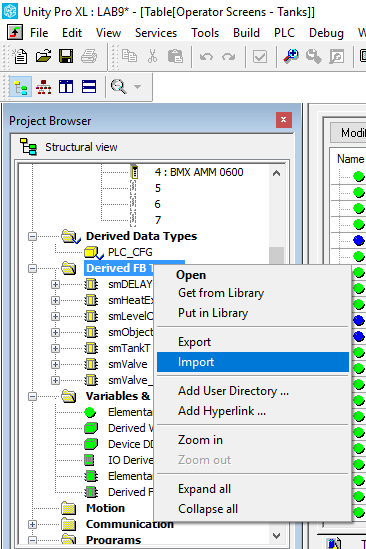 Unity Pro XL : LAB9* - [Table[Operator Screens - Tanks]]
File Edit View Services Tools Build PLC Debug
Project Browser
Structural view
4 : BMX AMM 0600
5
6
7
Derived Data Types
PLC_CFG
Derived FB T
smDELAY
smHeatEx
smLevelC
smObject
smTankT
smValve
smValve_
Variables &
Elementa
Derived V
Device DD
IO Derive
Elementa
Derived F
Motion
Communication
Programs
Open
Get from Library
Put in Library
Export
Import
Add User Directory ...
Add Hyperlink ...
Zoom in
Zoom out
Expand all
Collapse all
Modif
Name
T